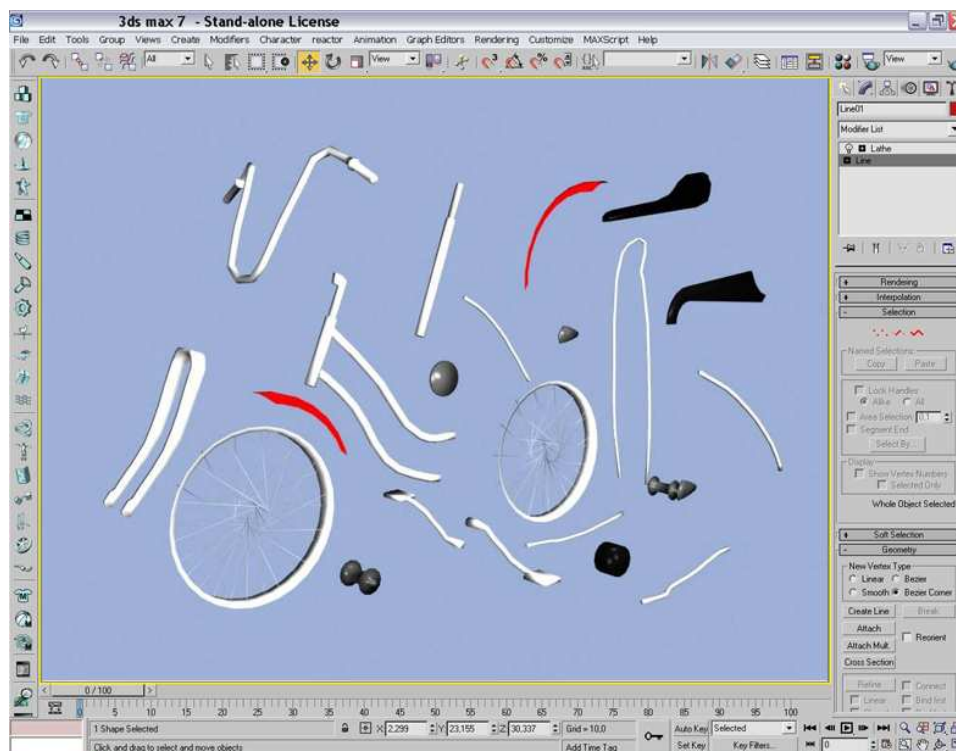 3ds max 7 - Stand-alone License
File Edit Tools Group Views Create Modifiers Character reactor Animation Graph Editors Rendering Customize MAXScript Help
All
View
View
Line01
Modifier List
Lathe
Line
Rendering
Interpolation
Selection
Named Selections
Copy Paste
Lock Handles
Alike All
Area Selection 0,1
Segment End
Select By...
Display
Show Vertex Numbers
Selected Only
Whole Object Selected
Soft Selection
Geometry
New Vertex Type
Linear Bezier
Smooth Bezier Corner
Create Line Break
Attach
Reorient
Attach Mult.
Cross Section
Refine Connect
Linear Bind first
0 / 100
0 5 10 15 20 25 30 35 40 45 50 55 60 65 70 75 80 85 90 95 100
1 Shape Selected X: 2,299 Y: 23,155 Z: 30,337 Grid = 10,0 Auto Key Selected
Click and drag to select and move objects Add Time Tag Set Key Key Filters... 0